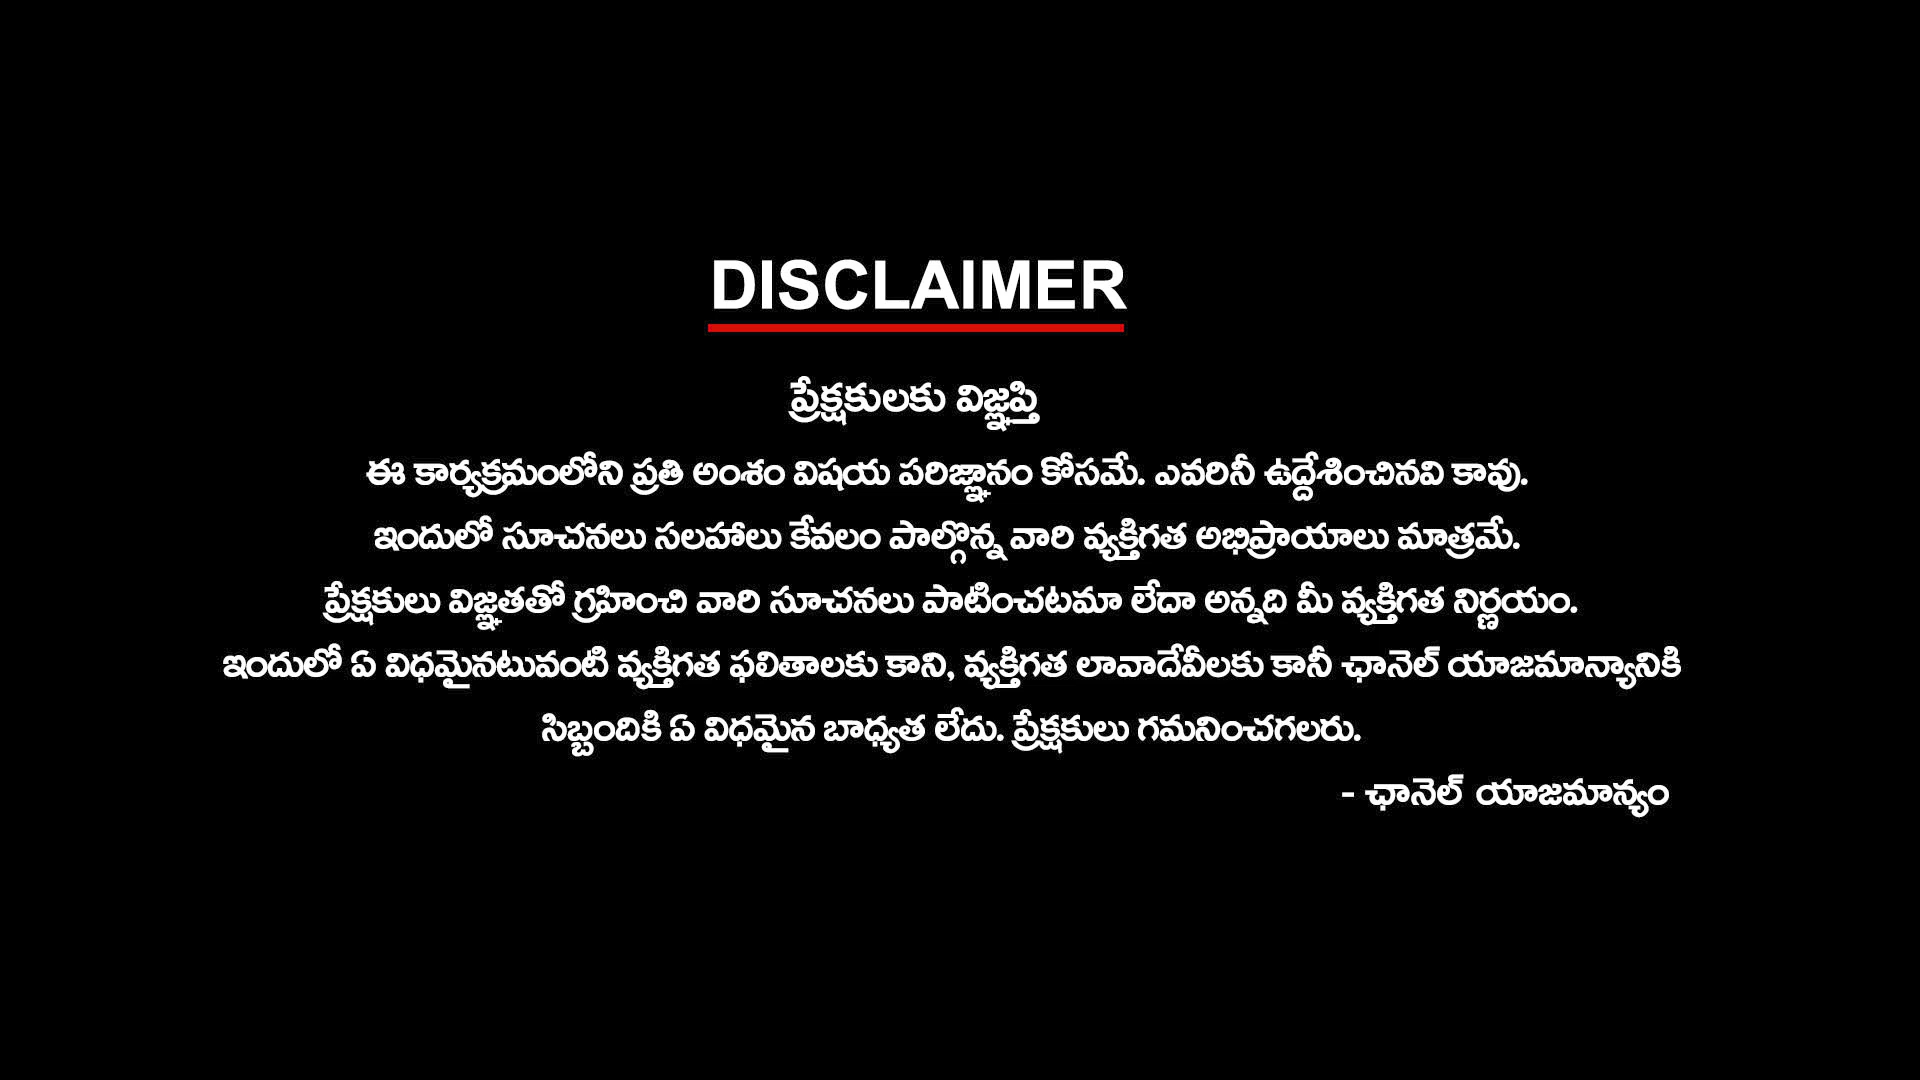 DISCLAIMER
ప్రేక్షకులకు విజ్ఞప్తి
ఈ కార్యక్రమంలోని ప్రతి అంశం విషయ పరిజ్ఞానం కోసమే. ఎవరినీ ఉద్దేశించినవి కావు.
ఇందులో సూచనలు సలహాలు కేవలం పాల్గొన్న వారి వ్యక్తిగత అభిప్రాయాలు మాత్రమే.
ప్రేక్షకులు విజ్ఞతతో గ్రహించి వారి సూచనలు పాటించటమా లేదా అన్నది మీ వ్యక్తిగత నిర్ణయం.
ఇందులో ఏ విధమైనటువంటి వ్యక్తిగత ఫలితాలకు కాని, వ్యక్తిగత లావాదేవీలకు కానీ ఛానెల్ యాజమాన్యానికి
సిబ్బందికి ఏ విధమైన బాధ్యత లేదు. ప్రేక్షకులు గమనించగలరు.
- ఛానెల్ యాజమాన్యం